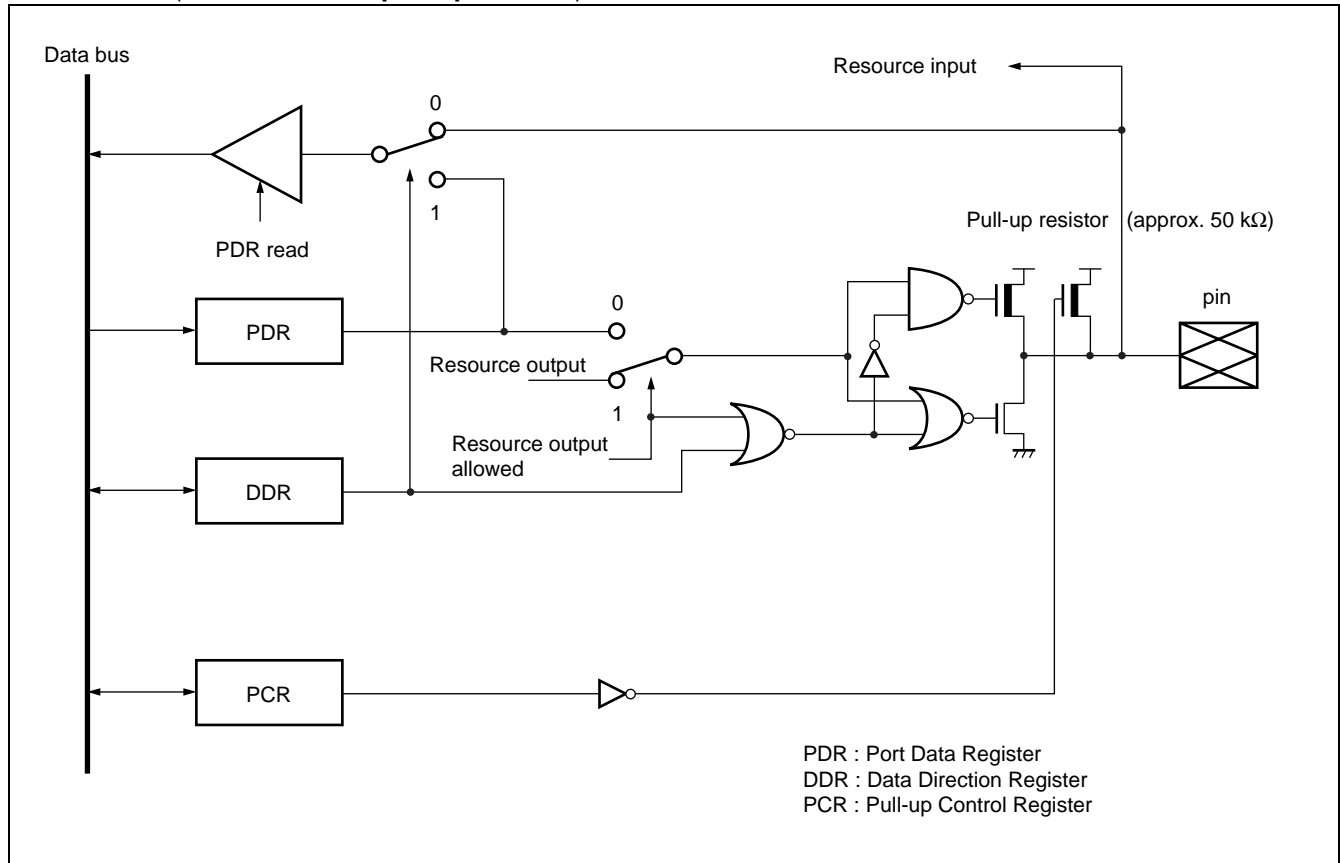 Data bus
Resource input
0
1
PDR read
Pull-up resistor (approx. 50 kΩ)
pin
PDR
0
Resource output
1
Resource output
allowed
DDR
PCR
PDR : Port Data Register
DDR : Data Direction Register
PCR : Pull-up Control Register